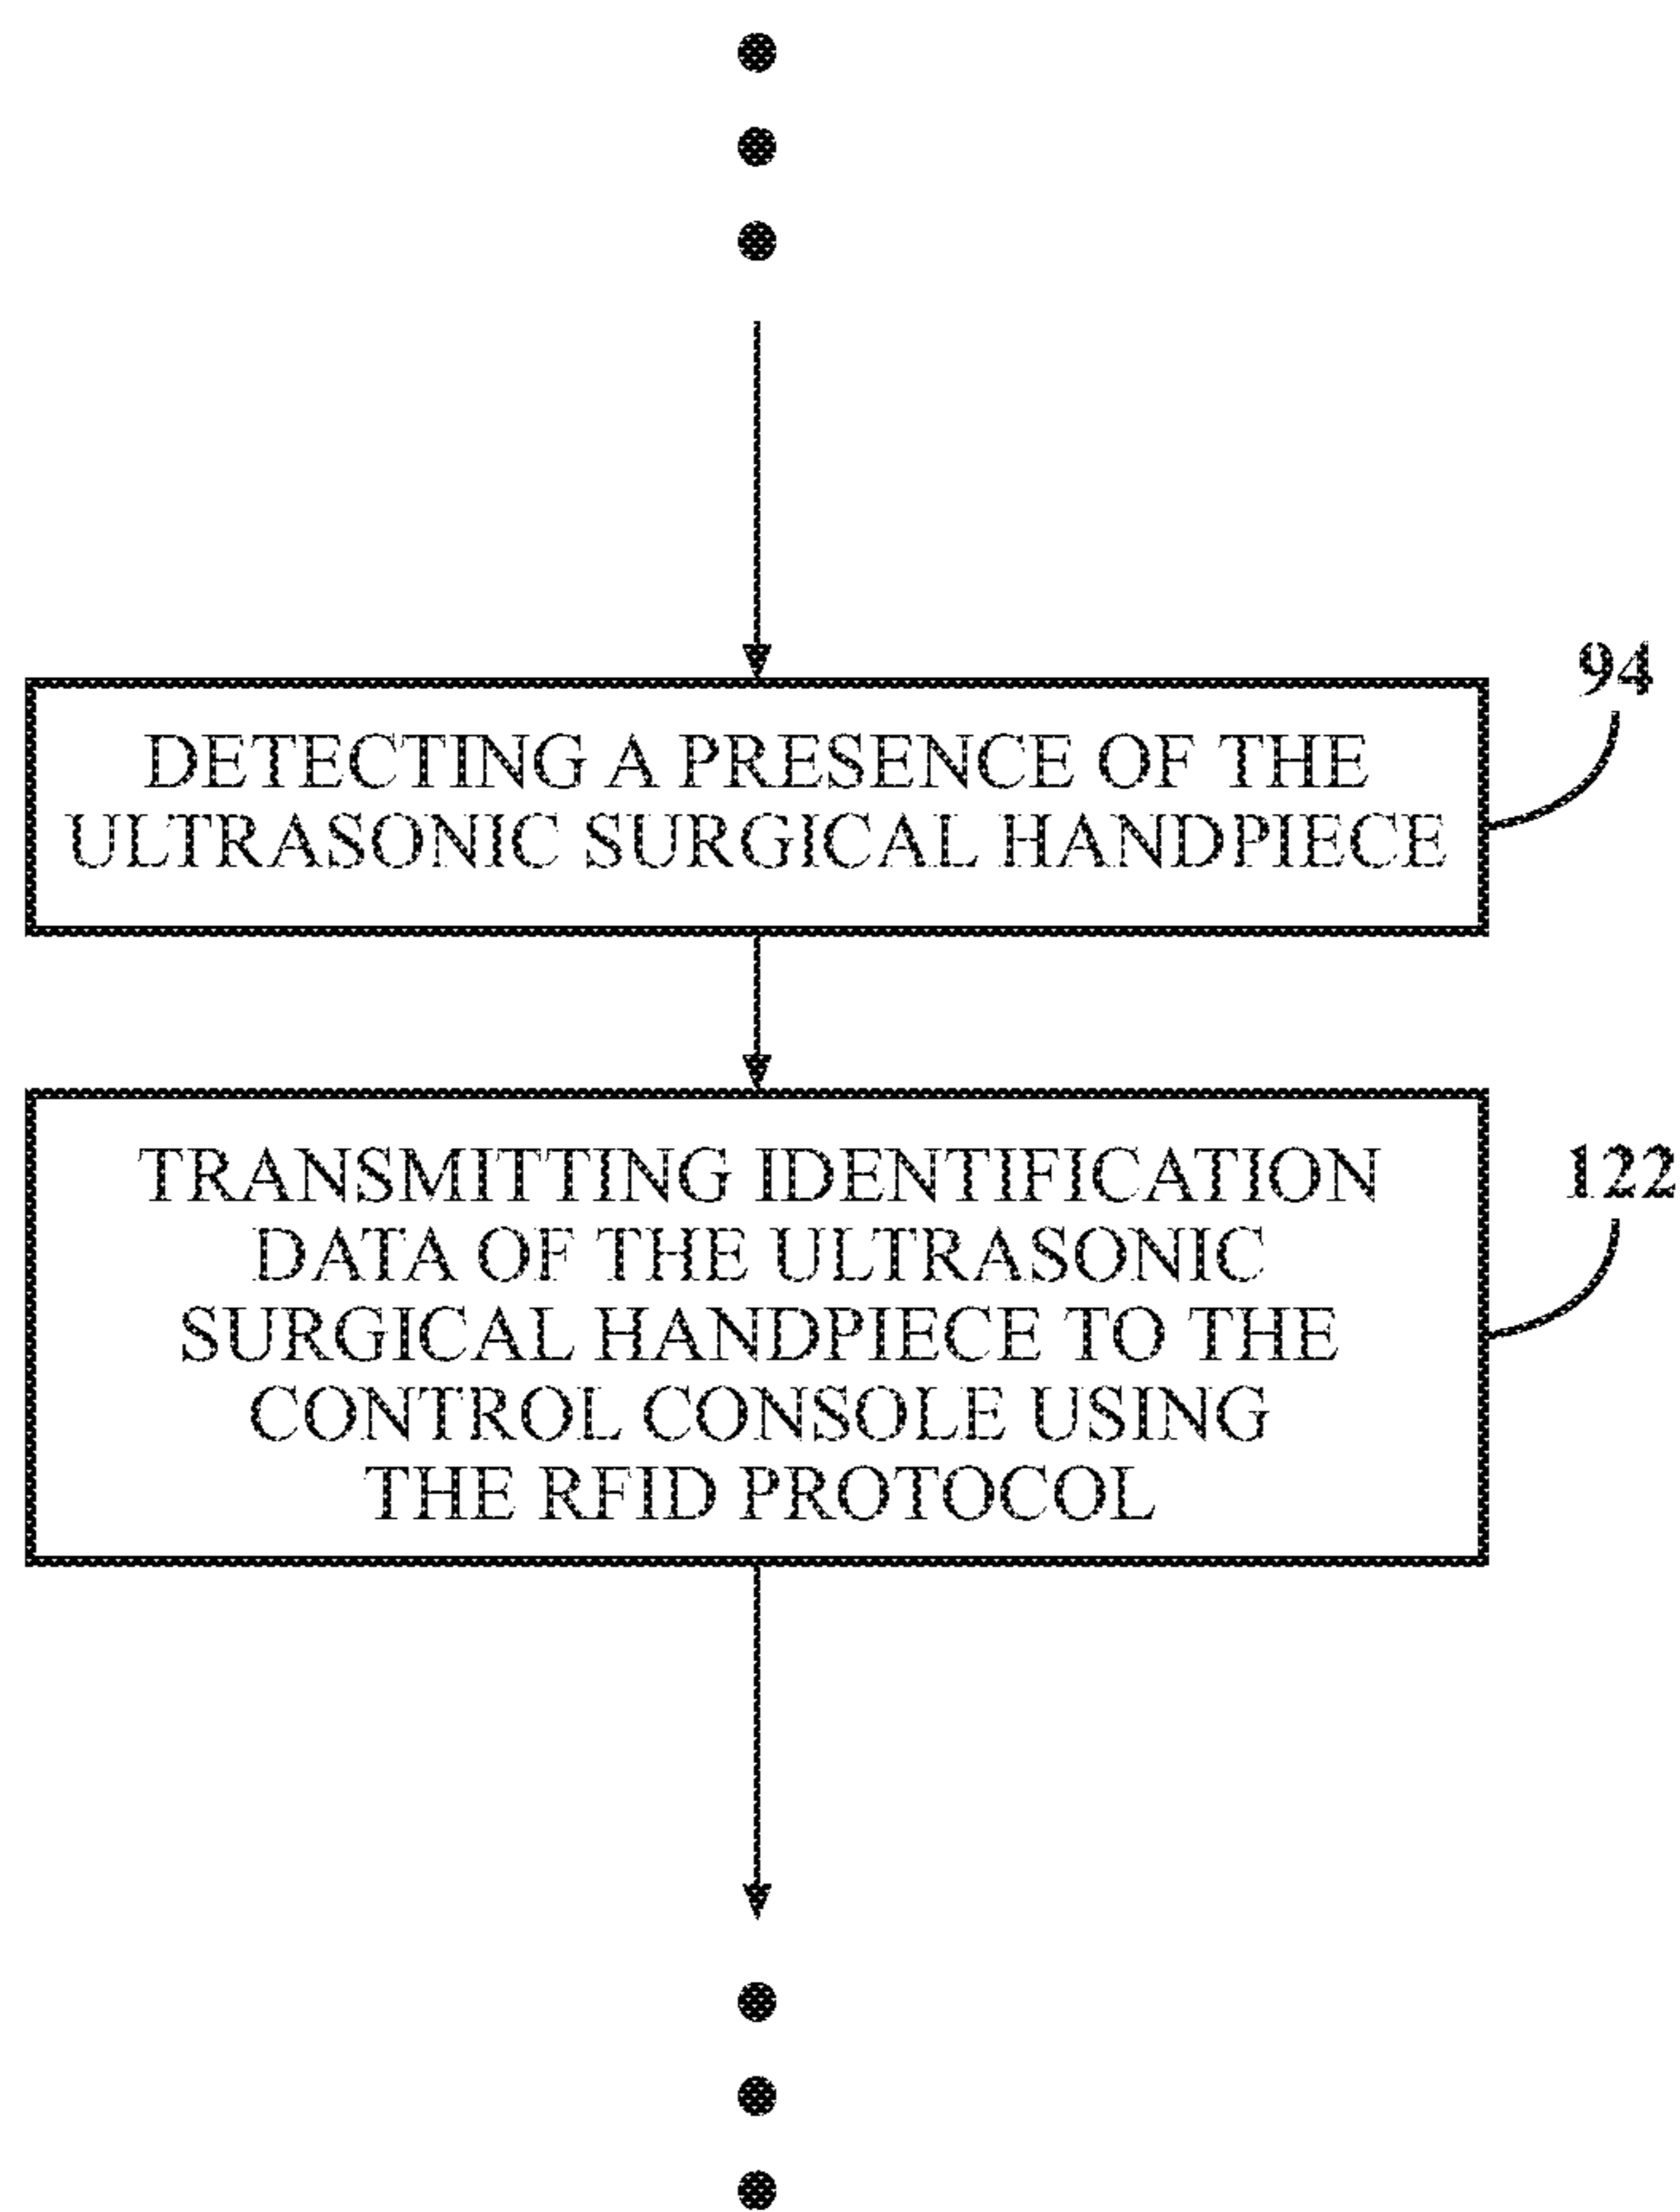 94
DETECTING A PRESENCE OF THE
ULTRASONIC SURGICAL HANDPIECE
122
TRANSMITTING IDENTIFICATION
DATA OF THE ULTRASONIC
SURGICAL HANDPIECE TO THE
CONTROL CONSOLE USING
THE RFID PROTOCOL